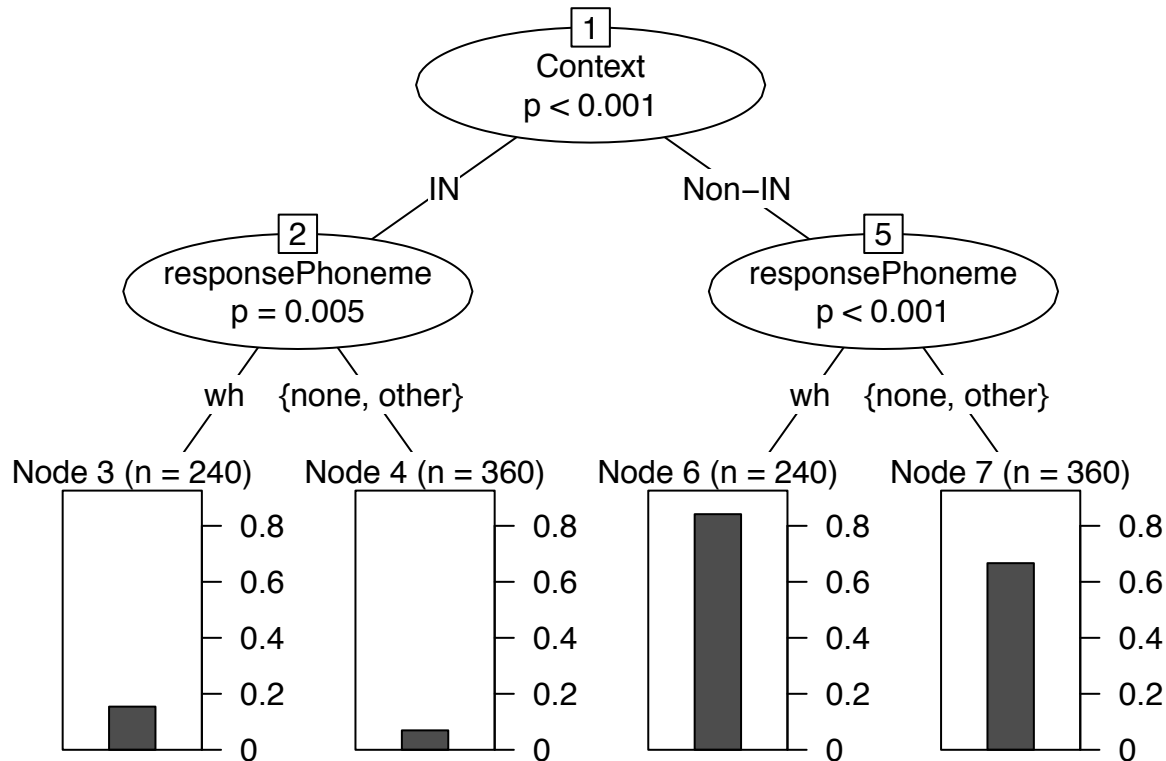 1
Context
p < 0.001
IN
Non−IN
2
responsePhoneme
p = 0.005
5
responsePhoneme
p < 0.001
wh
{none, other}
wh
{none, other}
Node 3 (n = 240)
0.8
0.6
0.4
0.2
0
Node 4 (n = 360)
0.8
0.6
0.4
0.2
0
Node 6 (n = 240)
0.8
0.6
0.4
0.2
0
Node 7 (n = 360)
0.8
0.6
0.4
0.2
0